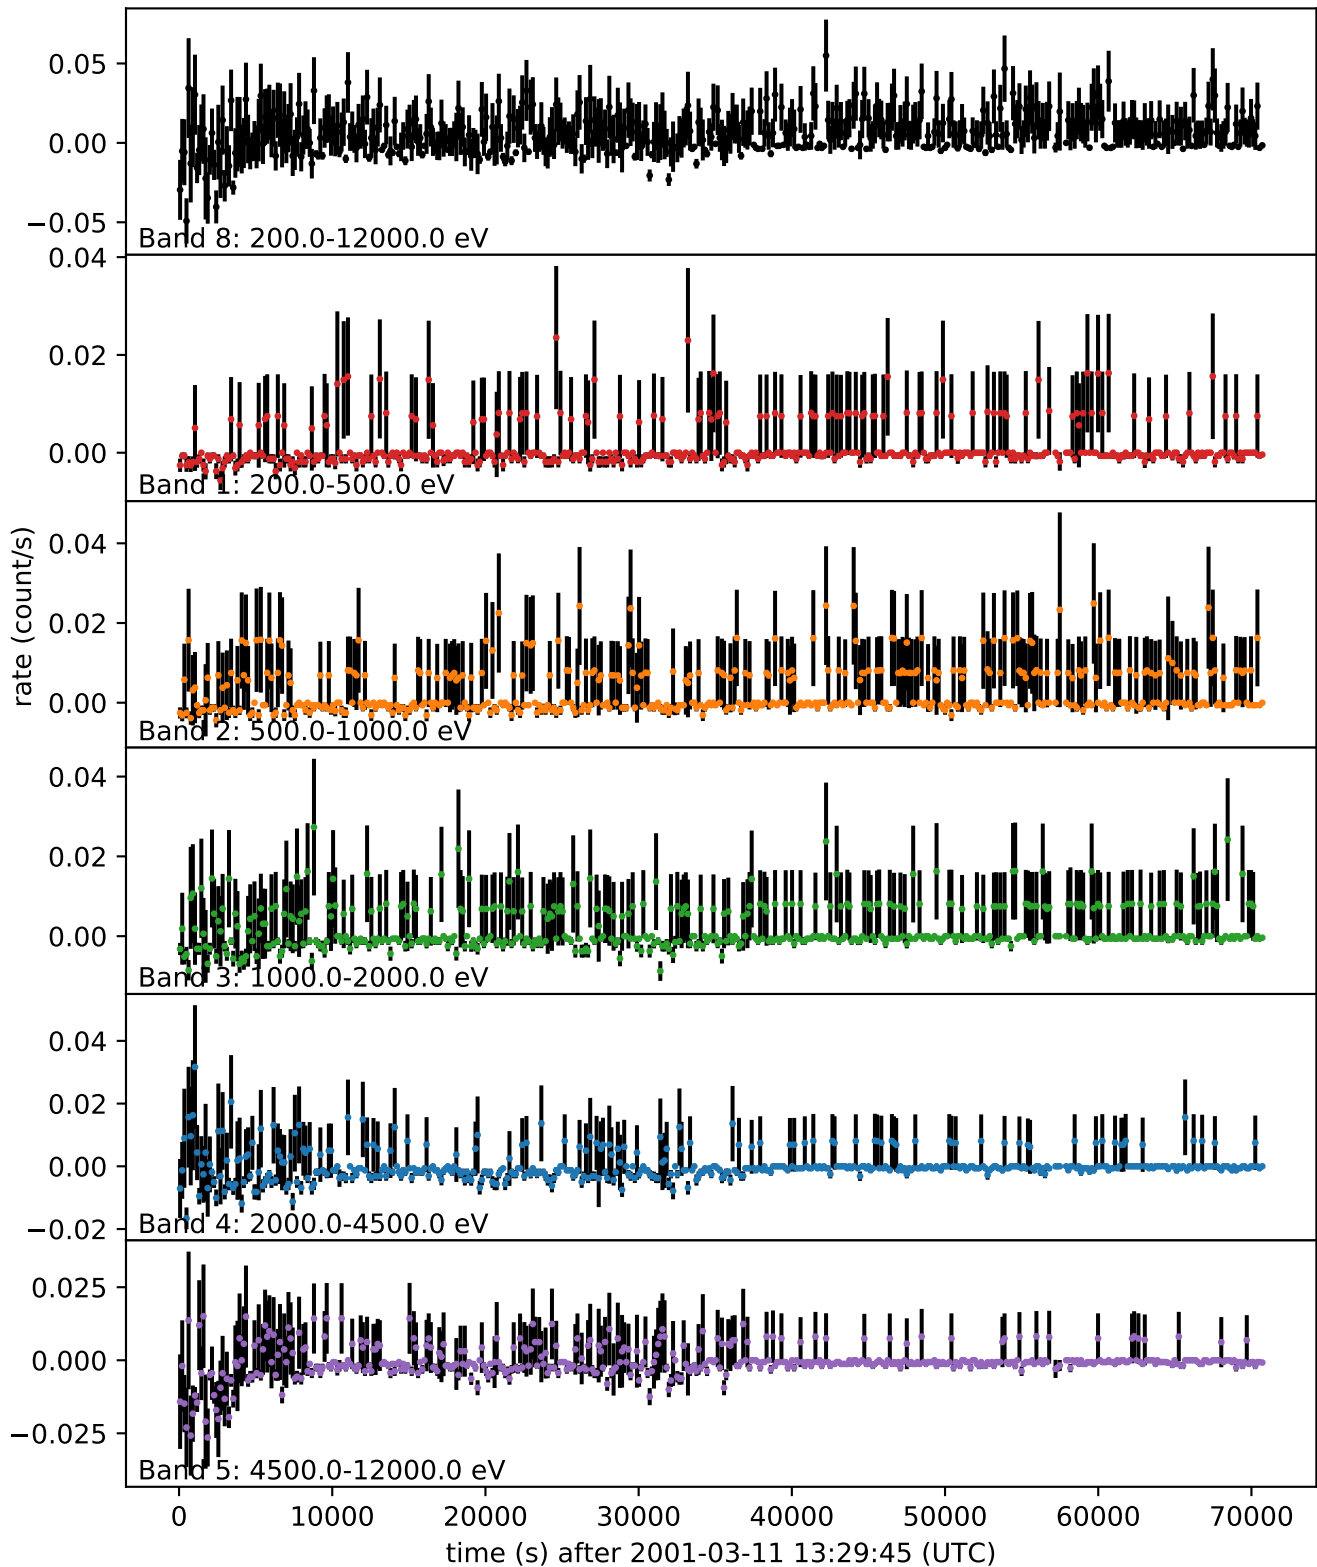 0.05
0.00
−0.05
Band 8: 200.0-12000.0 eV
0.04
0.02
0.00
Band 1: 200.0-500.0 eV
rate (count/s)
0.04
0.02
0.00
Band 2: 500.0-1000.0 eV
0.04
0.02
0.00
Band 3: 1000.0-2000.0 eV
0.04
0.02
0.00
−0.02
Band 4: 2000.0-4500.0 eV
0.025
0.000
−0.025
Band 5: 4500.0-12000.0 eV
0 10000 20000 30000 40000 50000 60000 70000
time (s) after 2001-03-11 13:29:45 (UTC)